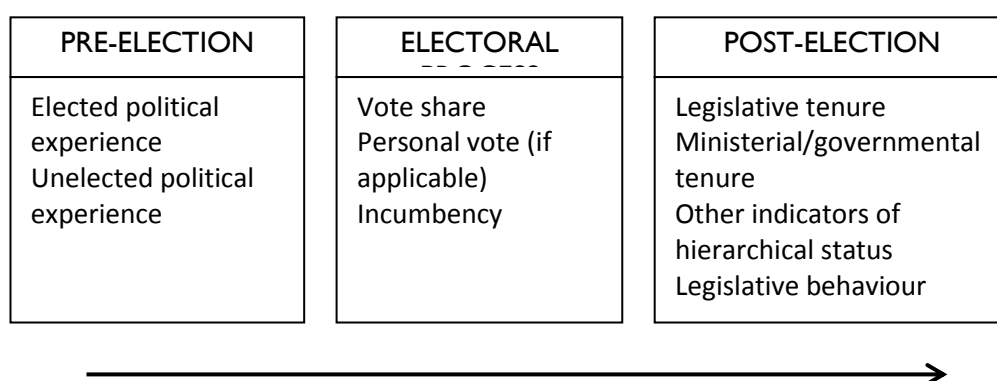 PRE-ELECTION
Elected political
experience
Unelected political
experience
ELECTORAL
Vote share
Personal vote (if
applicable)
Incumbency
POST-ELECTION
Legislative tenure
Ministerial/governmental
tenure
Other indicators of
hierarchical status
Legislative behaviour